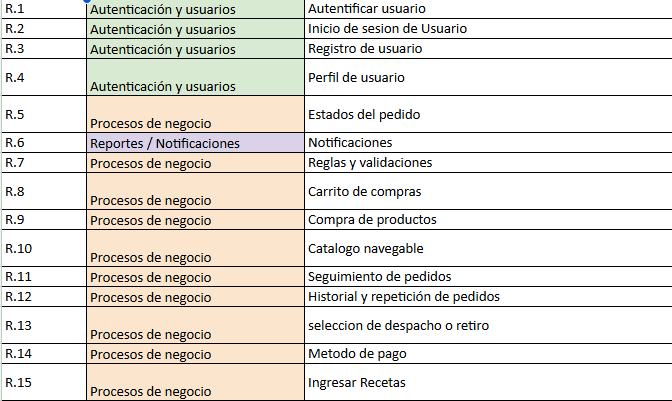 R.1 Autenticación y usuarios Autentificar usuario
R.2 Autenticación y usuarios Inicio de sesion de Usuario
R.3 Autenticación y usuarios Registro de usuario
R.4 Autenticación y usuarios Perfil de usuario
R.5 Procesos de negocio Estados del pedido
R.6 Reportes / Notificaciones Notificaciones
R.7 Procesos de negocio Reglas y validaciones
R.8 Procesos de negocio Carrito de compras
R.9 Procesos de negocio Compra de productos
R.10 Procesos de negocio Catalogo navegable
R.11 Procesos de negocio Seguimiento de pedidos
R.12 Procesos de negocio Historial y repetición de pedidos
R.13 Procesos de negocio seleccion de despacho o retiro
R.14 Procesos de negocio Metodo de pago
R.15 Procesos de negocio Ingresar Recetas